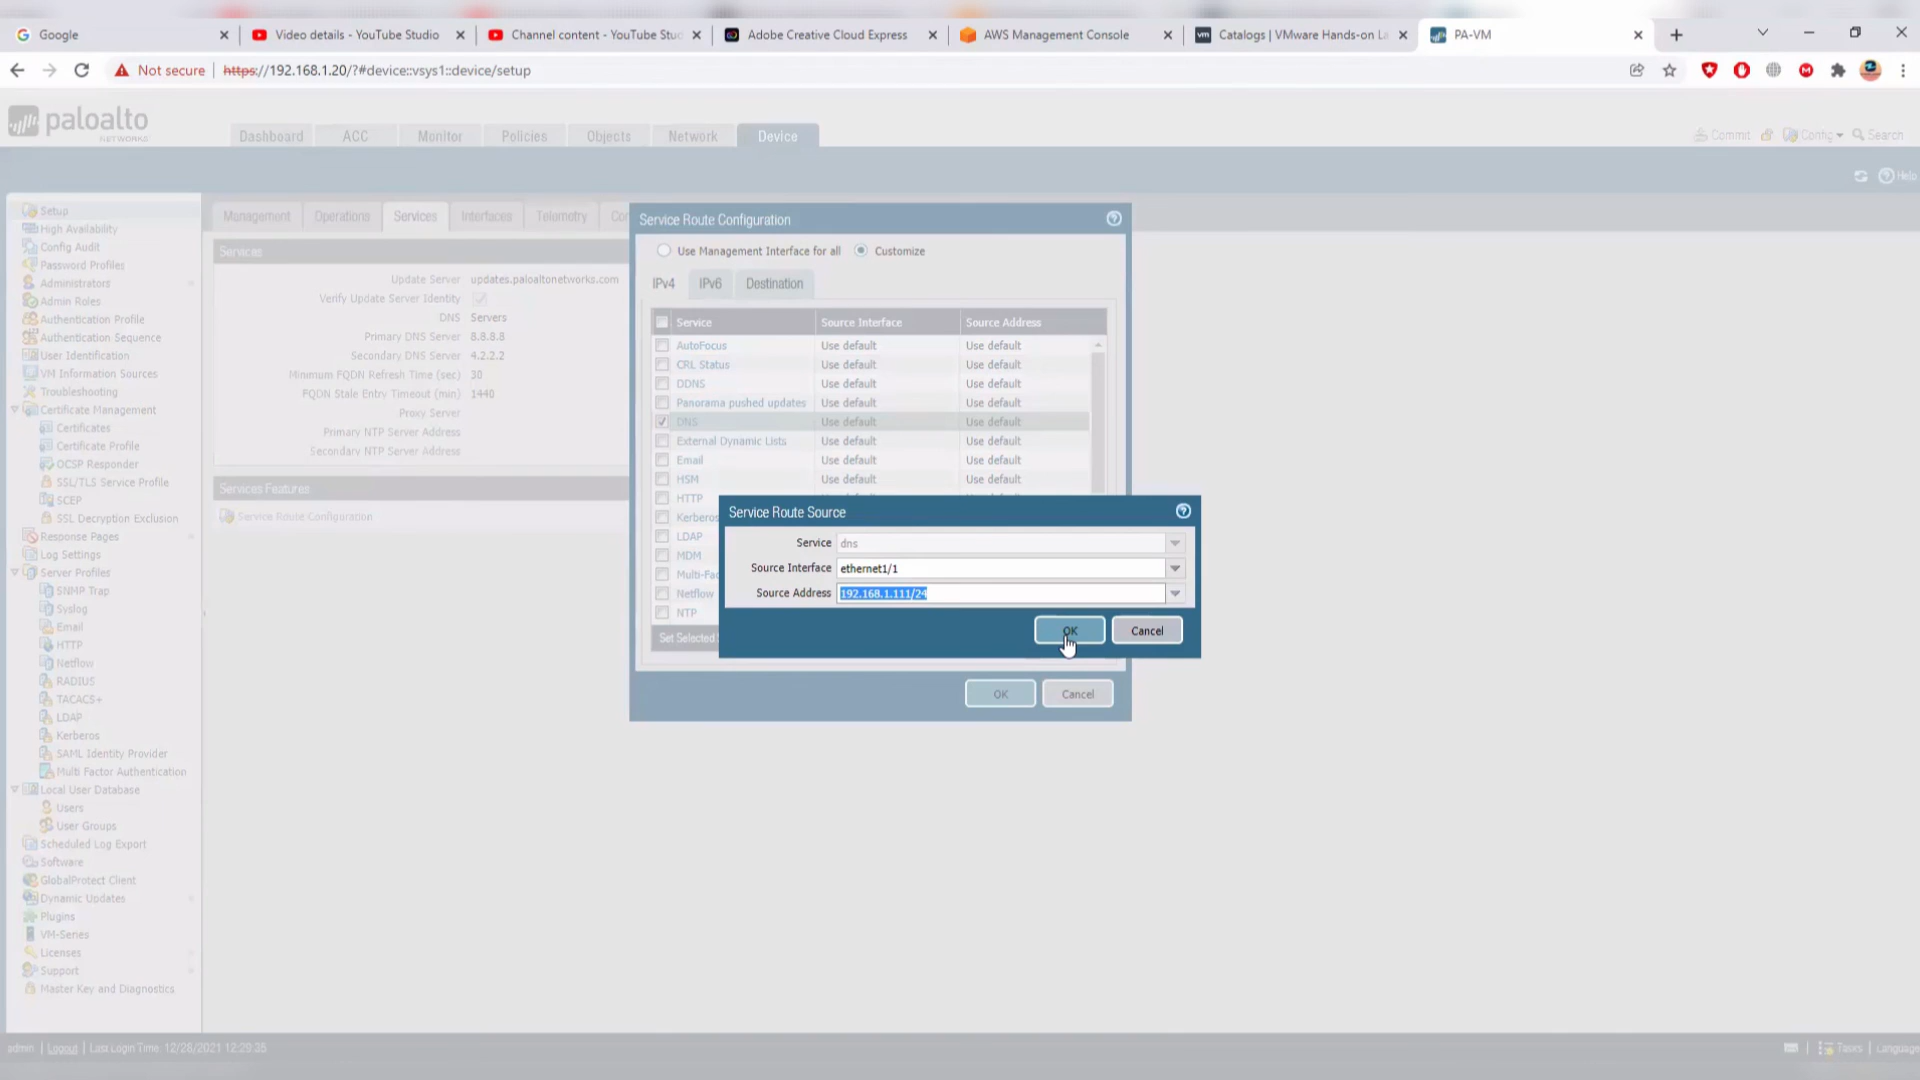 Google
Video details - YouTube Studio
Channel content - YouTube Stu
Adobe Creative Cloud Express
AWS Management Console
vm
Catalogs | VMware Hands-on La
PA-VM
Not secure
https://192.168.1.20/?#device::vsys1::device/setup
paloalto
NETWORKS
Dashboard
ACC
Monitor
Policies
Objects
Network
Device
Commit
Config
Search
Help
Setup
High Availability
Config Audit
Password Profiles
Administrators
Admin Roles
Authentication Profile
Authentication Sequence
User Identification
VM Information Sources
Troubleshooting
Certificate Management
Certificates
Certificate Profile
OCSP Responder
SSL/TLS Service Profile
SCEP
SSL Decryption Exclusion
Response Pages
Log Settings
Server Profiles
SNMP Trap
Syslog
Email
HTTP
Netflow
RADIUS
TACACS+
LDAP
Kerberos
SAML Identity Provider
Multi Factor Authentication
Local User Database
Users
User Groups
Scheduled Log Export
Software
GlobalProtect Client
Dynamic Updates
Plugins
VM-Series
Licenses
Support
Master Key and Diagnostics
Management
Operations
Services
Interfaces
Telemetry
Co
Services
Update Server updates.paloaltonetworks.com
Verify Update Server Identity
DNS Servers
Primary DNS Server 8.8.8.8
Secondary DNS Server 4.2.2.2
Minimum FQDN Refresh Time (sec) 30
FQDN Stale Entry Timeout (min) 1440
Proxy Server
Primary NTP Server Address
Secondary NTP Server Address
Services Features
Service Route Configuration
Service Route Configuration
Use Management Interface for all
Customize
IPv4
IPv6
Destination
Service Source Interface Source Address
AutoFocus Use default Use default
CRL Status Use default Use default
DDNS Use default Use default
Panorama pushed updates Use default Use default
DNS Use default Use default
External Dynamic Lists Use default Use default
Email Use default Use default
HSM Use default Use default
HTTP
Kerberos
LDAP
MDM
Multi-Fac
Netflow
NTP
Set Selected
Service Route Source
Service dns
Source Interface ethernet1/1
Source Address 192.168.1.111/24
OK
Cancel
OK
Cancel
admin | Logout | Last Login Time: 12/28/2021 12:29:35
Tasks | Language